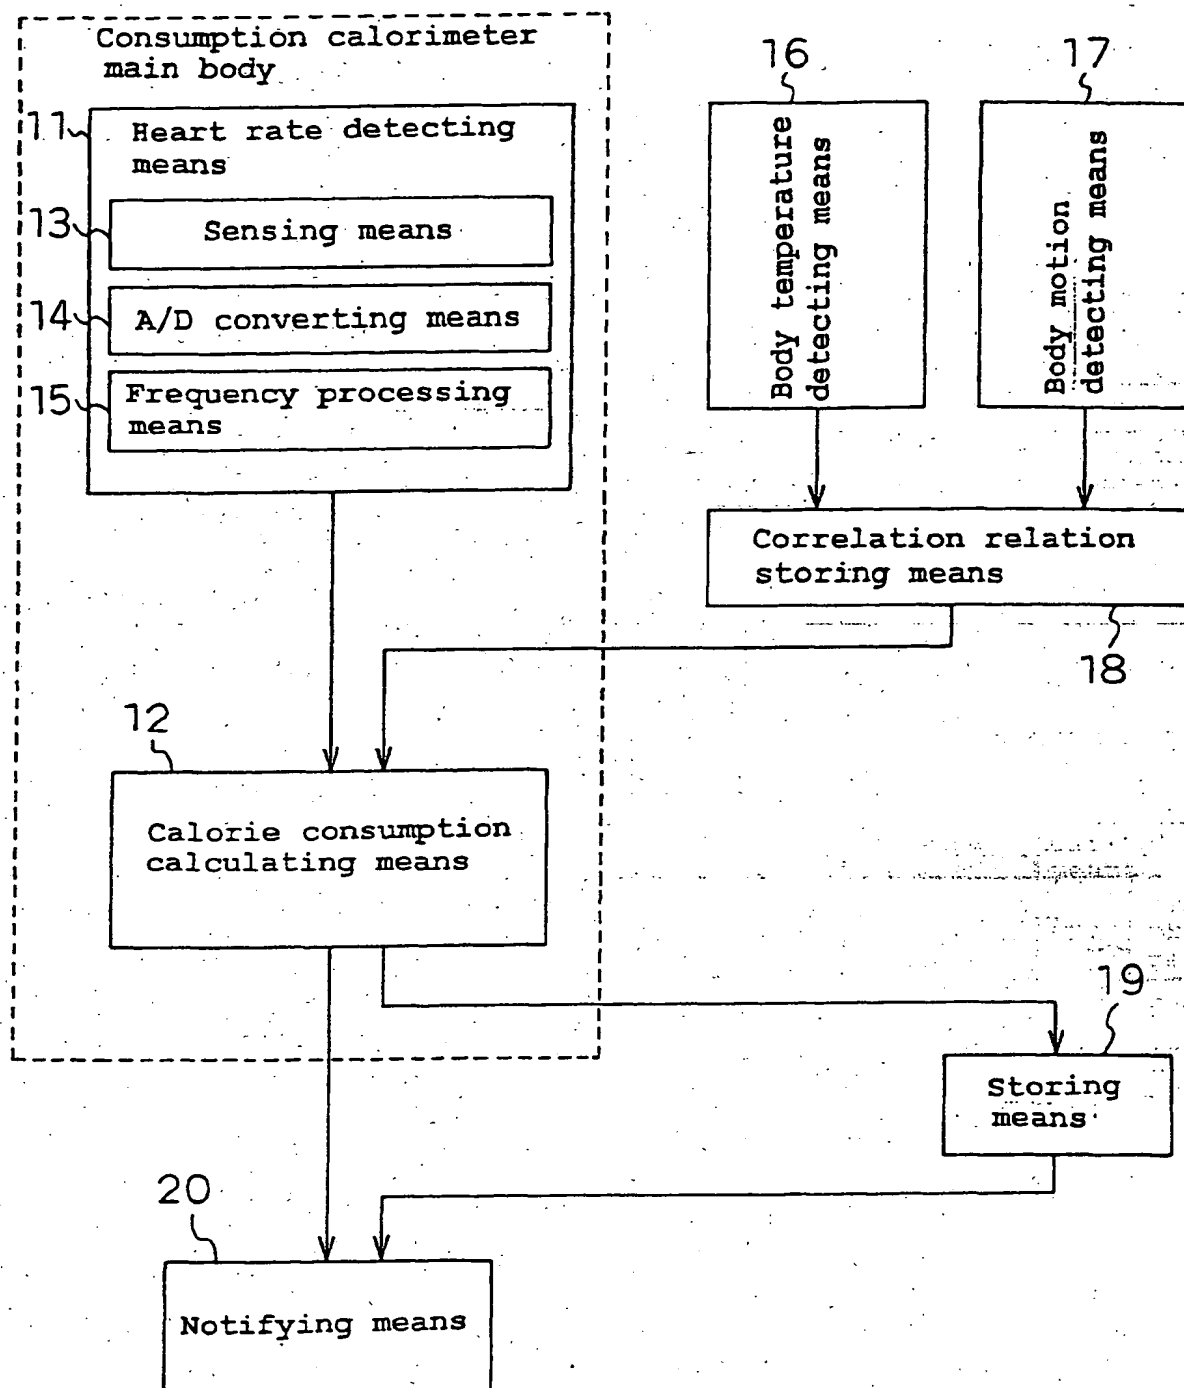 Consumption calorimeter
main body
11
Heart rate detecting
means
13
Sensing means
14
A/D converting means
15
Frequency processing
means
16
Body temperature
detecting means
17
Body motion
detecting means
Correlation relation
storing means
18
12
Calorie consumption
calculating means
19
Storing
means
20
Notifying means